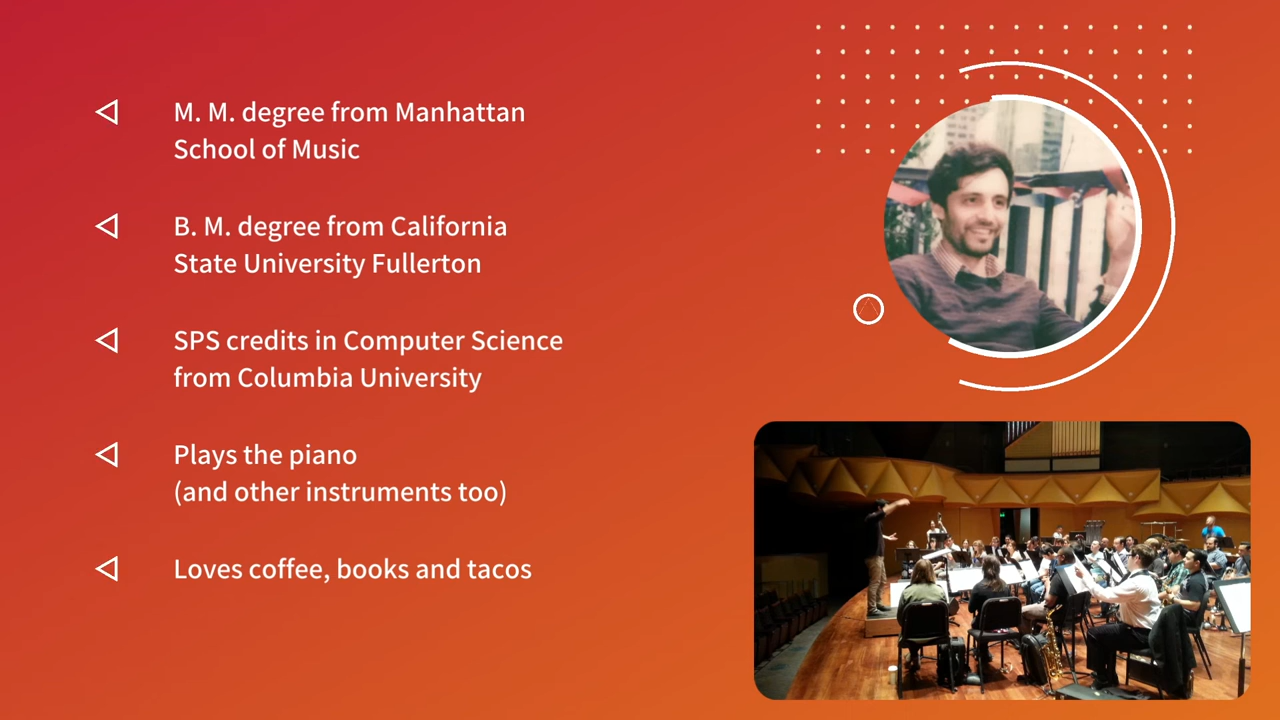 M. M. degree from Manhattan
School of Music
B. M. degree from California
State University Fullerton
SPS credits in Computer Science
from Columbia University
Plays the piano
(and other instruments too)
Loves coffee, books and tacos